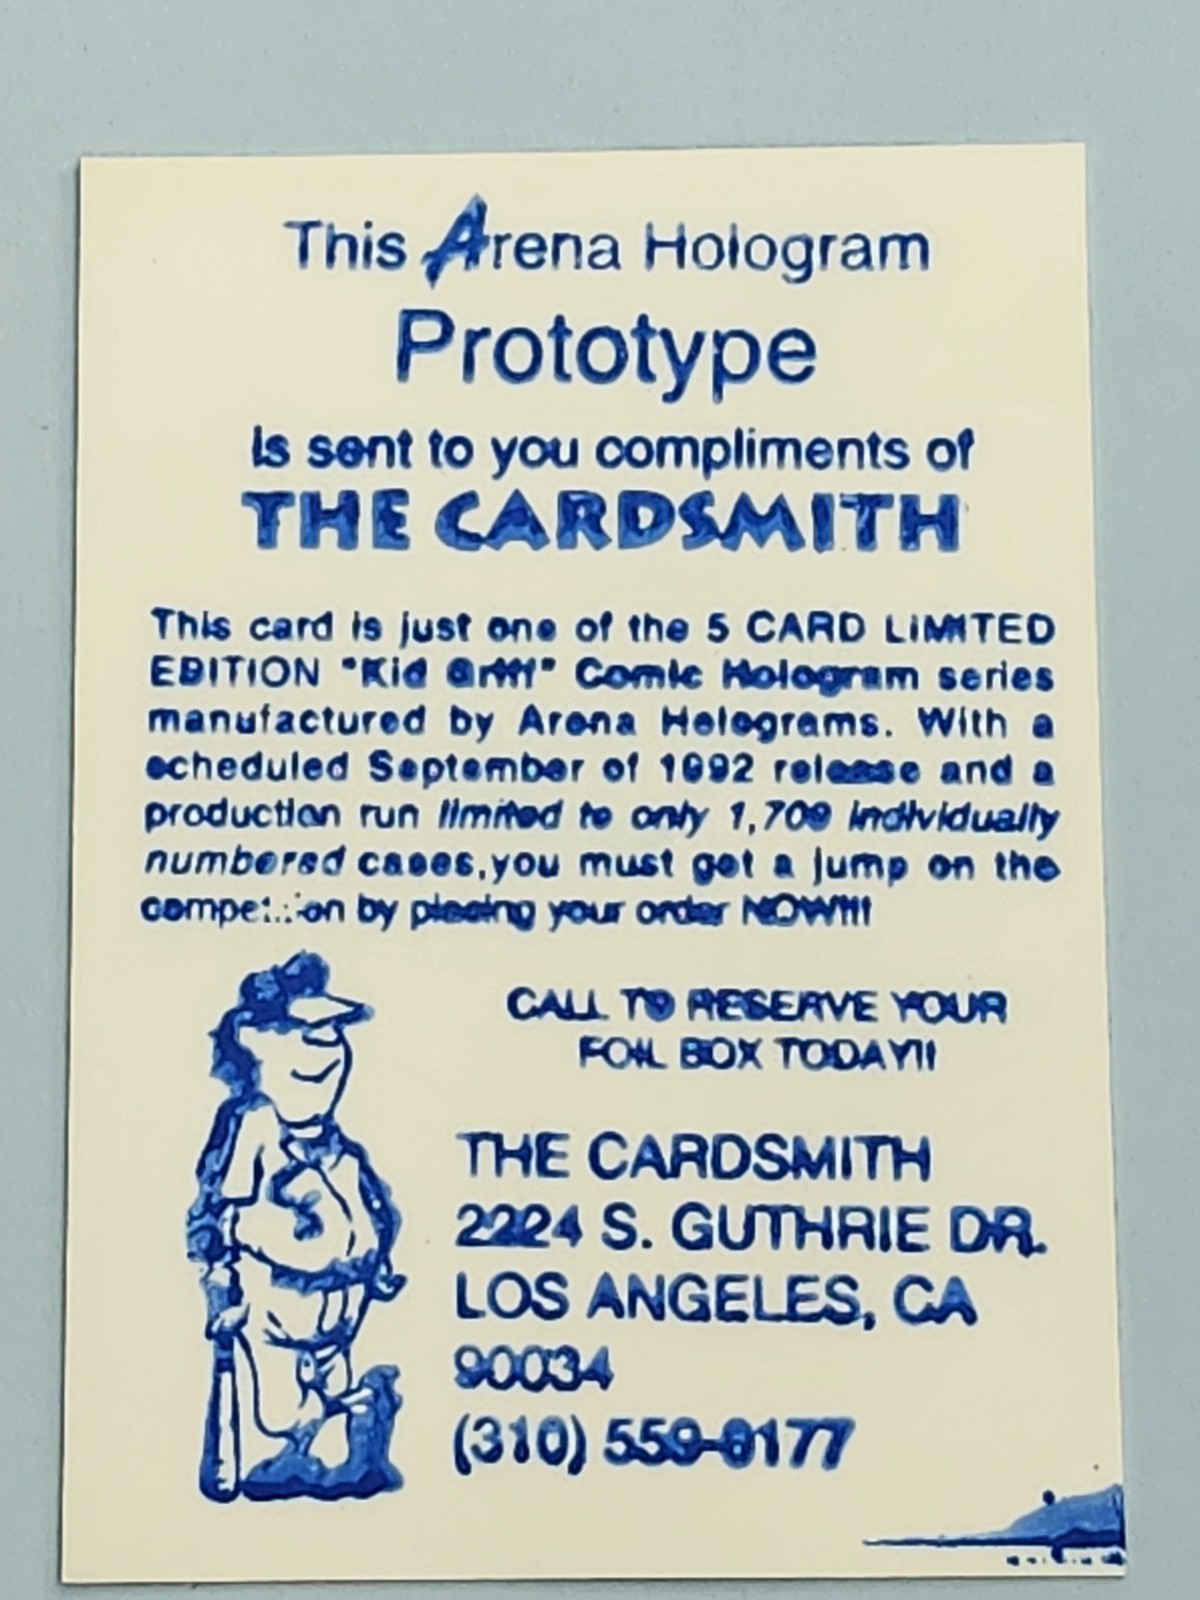 This Arena Hologram
Prototype
is sent to you compliments of
THE CARDSMITH
This card is just one of the 5 CARD LIMITED
EDITION "Kid Griff" Comic Hologram series
manufactured by Arena Holograms. With a
scheduled September of 1992 release and a
production run limited to only 1,700 individually
numbered cases,you must get a jump on the
competition by placing your order NOW!!!
CALL TO RESERVE YOUR
FOIL BOX TODAY!!
THE CARDSMITH
2224 S. GUTHRIE DR.
LOS ANGELES, CA
90034
(310) 559-0177